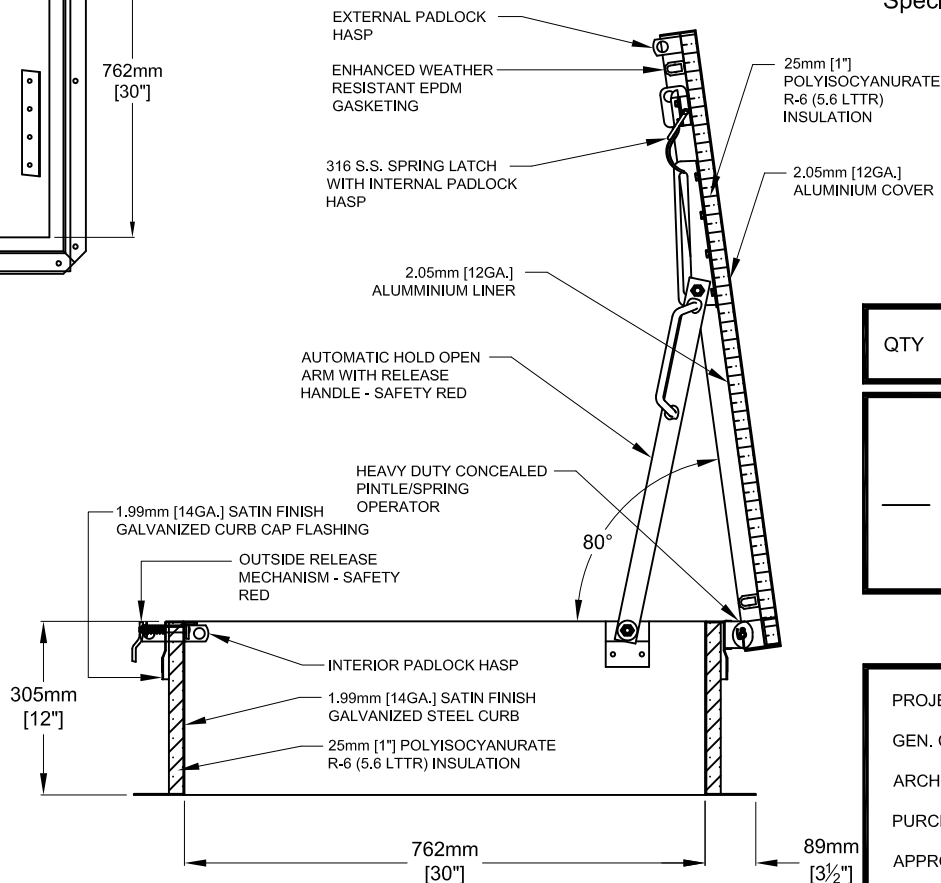 Speci
762mm
[30"]
EXTERNAL PADLOCK
HASP
ENHANCED WEATHER
RESISTANT EPDM
GASKETING
316 S.S. SPRING LATCH
WITH INTERNAL PADLOCK
HASP
25mm [1"]
POLYISOCYANURATE
R-6 (5.6 LTTR)
INSULATION
2.05mm [12GA.]
ALUMINIUM COVER
2.05mm [12GA.]
ALUMMINIUM LINER
AUTOMATIC HOLD OPEN
ARM WITH RELEASE
HANDLE - SAFETY RED
HEAVY DUTY CONCEALED
PINTLE/SPRING
OPERATOR
80°
1.99mm [14GA.] SATIN FINISH
GALVANIZED CURB CAP FLASHING
OUTSIDE RELEASE
MECHANISM - SAFETY
RED
INTERIOR PADLOCK HASP
305mm
[12"]
1.99mm [14GA.] SATIN FINISH
GALVANIZED STEEL CURB
25mm [1"] POLYISOCYANURATE
R-6 (5.6 LTTR) INSULATION
762mm
[30"]
89mm
[3½"]
QTY
PROJE
GEN. C
ARCH
PURC
APPRO